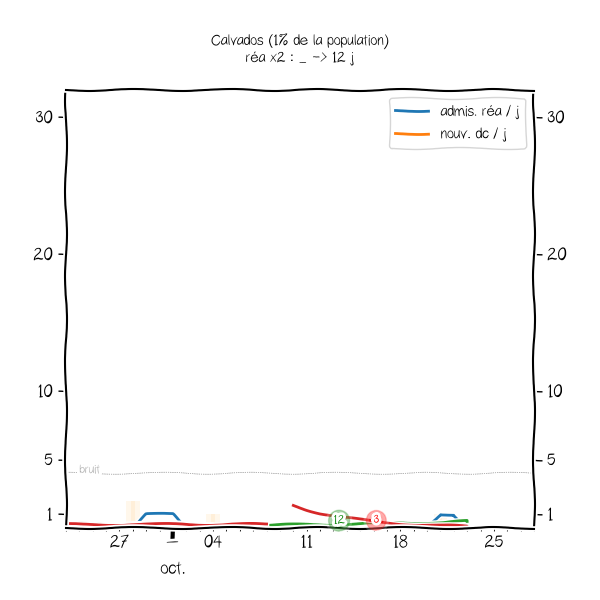 Calvados (1% de la population)
réa x2 : _ -> 12 j
admis. réa / j
nouv. dc / j
30
30
20
20
10
10
5
5
bruit
1
1
12
3
27
04
11
18
25
oct.